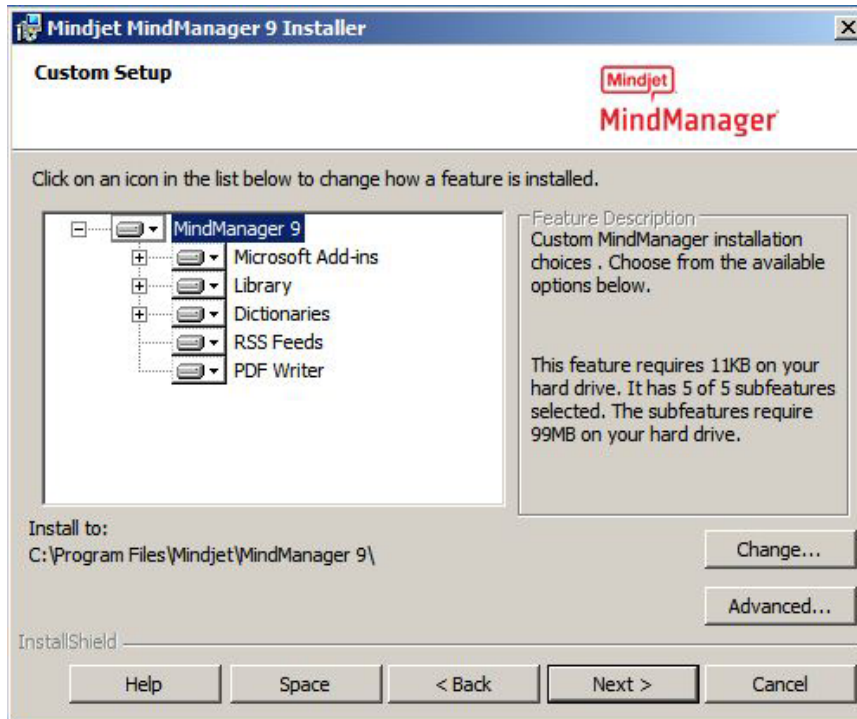 Mindjet MindManager 9 Installer
Custom Setup
Mindjet
MindManager
Click on an icon in the list below to change how a feature is installed.
MindManager 9
Microsoft Add-ins
Library
Dictionaries
RSS Feeds
PDF Writer
Feature Description
Custom MindManager installation
choices . Choose from the available
options below.
This feature requires 11KB on your
hard drive. It has 5 of 5 subfeatures
selected. The subfeatures require
99MB on your hard drive.
Install to:
C:\Program Files\Mindjet\MindManager 9\
Change...
Advanced...
InstallShield
Help
Space
< Back
Next >
Cancel